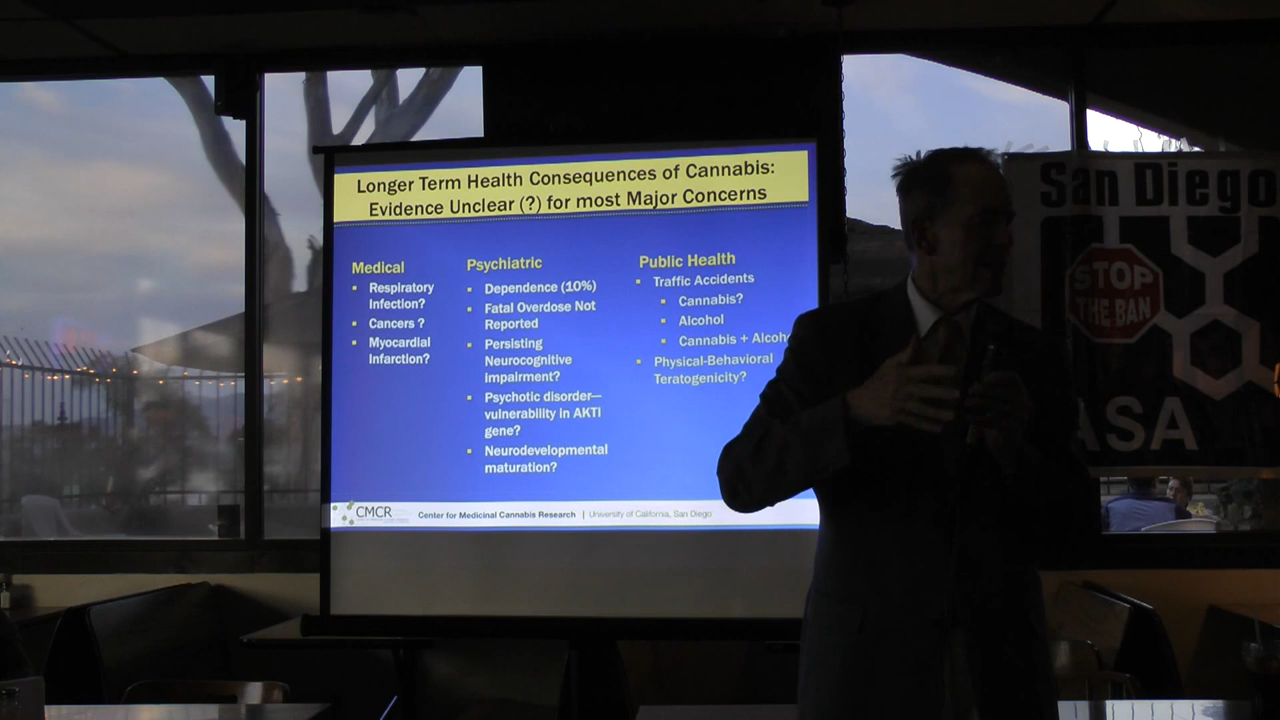 Longer Term Health Consequences of Cannabis:
Evidence Unclear (?) for most Major Concerns
Medical
▪ Respiratory
Infection?
▪ Cancers ?
▪ Myocardial
Infarction?
Psychiatric
▪ Dependence (10%)
▪ Fatal Overdose Not
Reported
▪ Persisting
Neurocognitive
Impairment?
▪ Psychotic disorder—
vulnerability in AKTI
gene?
▪ Neurodevelopmental
maturation?
Public Health
▪ Traffic Accidents
▪ Cannabis?
▪ Alcohol
▪ Cannabis + Alcoh
▪ Physical-Behavioral
Teratogenicity?
CMCR
Center for Medicinal Cannabis Research | University of California, San Diego
San Diego
STOP
THE BAN
ASA